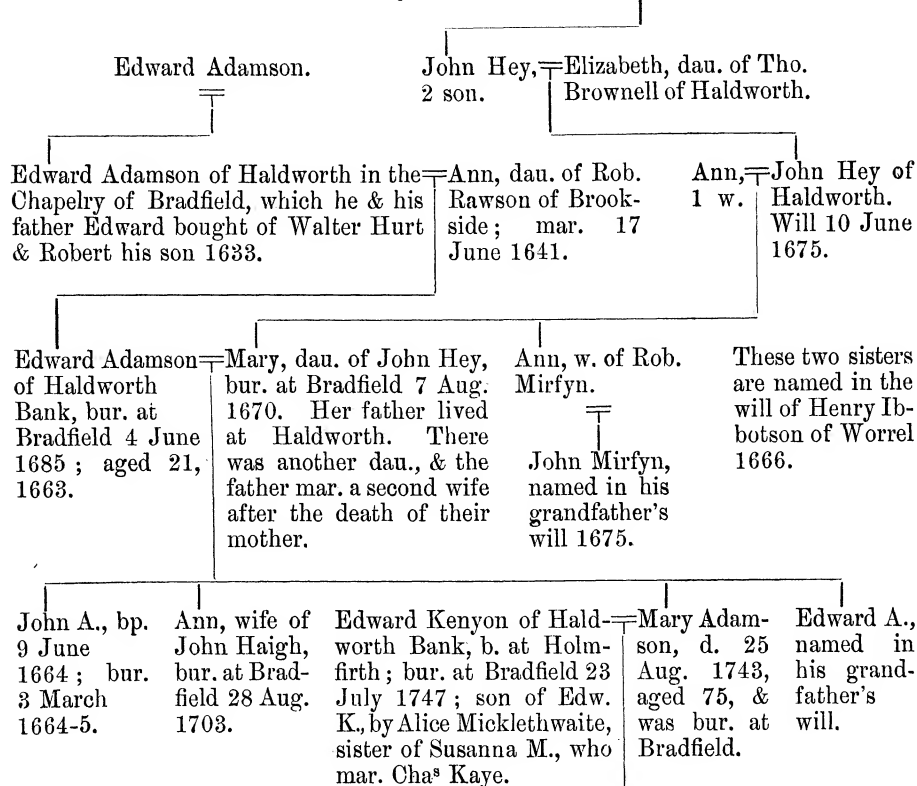 Edward Adamson.
John Hey, = Elizabeth, dau. of Tho.
2 son. Brownell of Haldworth.
Edward Adamson of Haldworth in the
Chapelry of Bradfield, which he & his
father Edward bought of Walter Hurt
& Robert his son 1633.
= Ann, dau. of Rob.
Rawson of Brook-
side; mar. 17
June 1641.
Ann, =
1 w.
John Hey of
Haldworth.
Will 10 June
1675.
Edward Adamson =
of Haldworth
Bank, bur. at
Bradfield 4 June
1685; aged 21,
1663.
Mary, dau. of John Hey,
bur. at Bradfield 7 Aug.
1670. Her father lived
at Haldworth. There
was another dau., & the
father mar. a second wife
after the death of their
mother.
Ann, w. of Rob.
Mirfyn.
=
John Mirfyn,
named in his
grandfather's
will 1675.
These two sisters
are named in the
will of Henry Ib-
botson of Worrel
1666.
John A., bp.
9 June
1664; bur.
3 March
1664-5.
Ann, wife of
John Haigh,
bur. at Brad-
field 28 Aug.
1703.
Edward Kenyon of Hald- =
worth Bank, b. at Holm-
firth; bur. at Bradfield 23
July 1747; son of Edw.
K., by Alice Micklethwaite,
sister of Susanna M., who
mar. Chaˢ Kaye.
Mary Adam-
son, d. 25
Aug. 1743,
aged 75, &
was bur. at
Bradfield.
Edward A.,
named in
his grand-
father's
will.